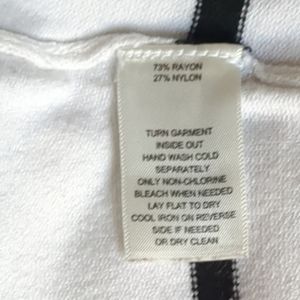 73% RAYON
27% NYLON
TURN GARMENT
INSIDE OUT
HAND WASH COLD
SEPARATELY
ONLY NON-CHLORINE
BLEACH WHEN NEEDED
LAY FLAT TO DRY
COOL IRON ON REVERSE
SIDE IF NEEDED
OR DRY CLEAN